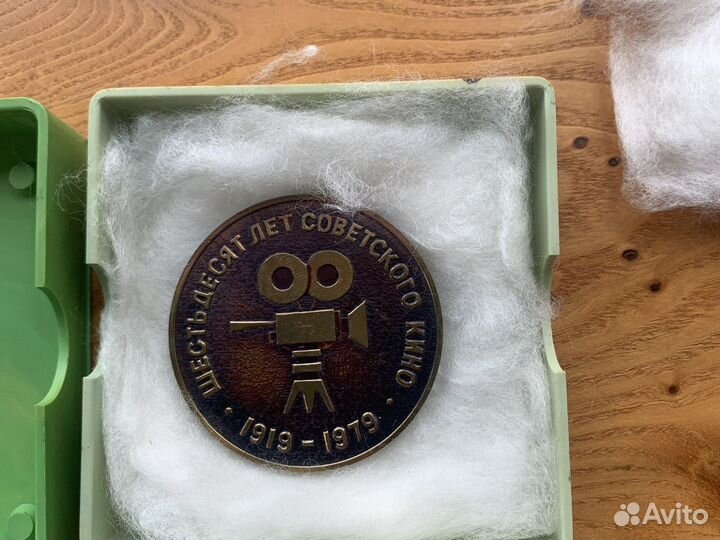 ШЕСТЬДЕСЯТ ЛЕТ СОВЕТСКОГО КИНО
• 1919 - 1979 •
Avito